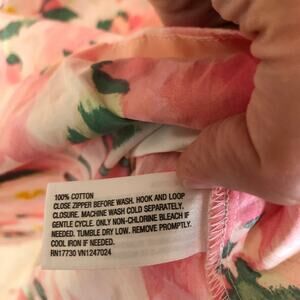 100% COTTON
CLOSE ZIPPER BEFORE WASH. HOOK AND LOOP
CLOSURE. MACHINE WASH COLD SEPARATELY.
GENTLE CYCLE. ONLY NON-CHLORINE BLEACH IF
NEEDED. TUMBLE DRY LOW. REMOVE PROMPTLY.
COOL IRON IF NEEDED.
RN17730 VN1247024